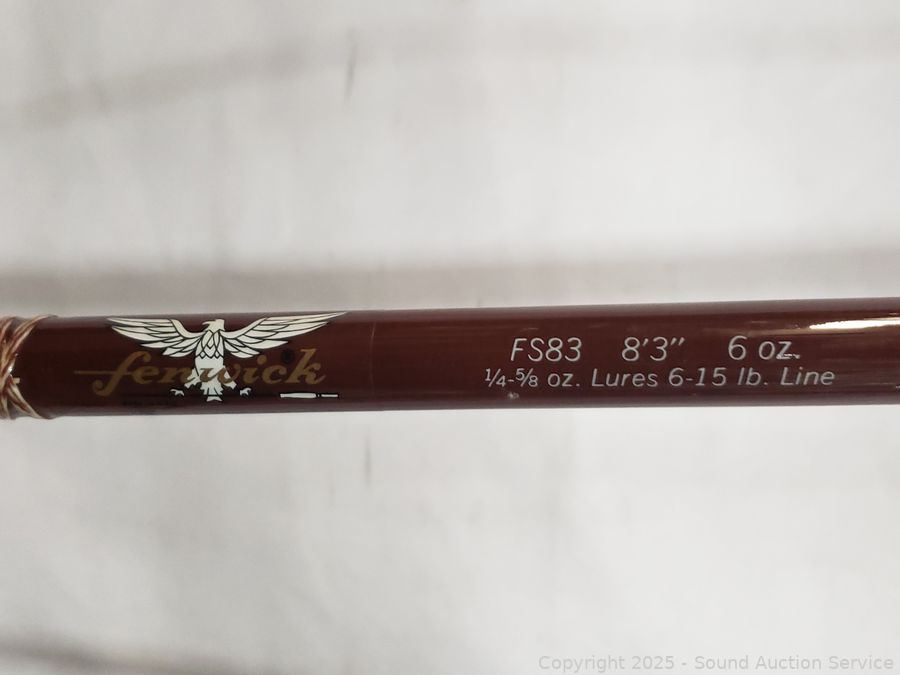 fenwick®
FS83 8'3" 6 oz.
¼-⅝ oz. Lures 6-15 lb. Line
Copyright 2025 - Sound Auction Service